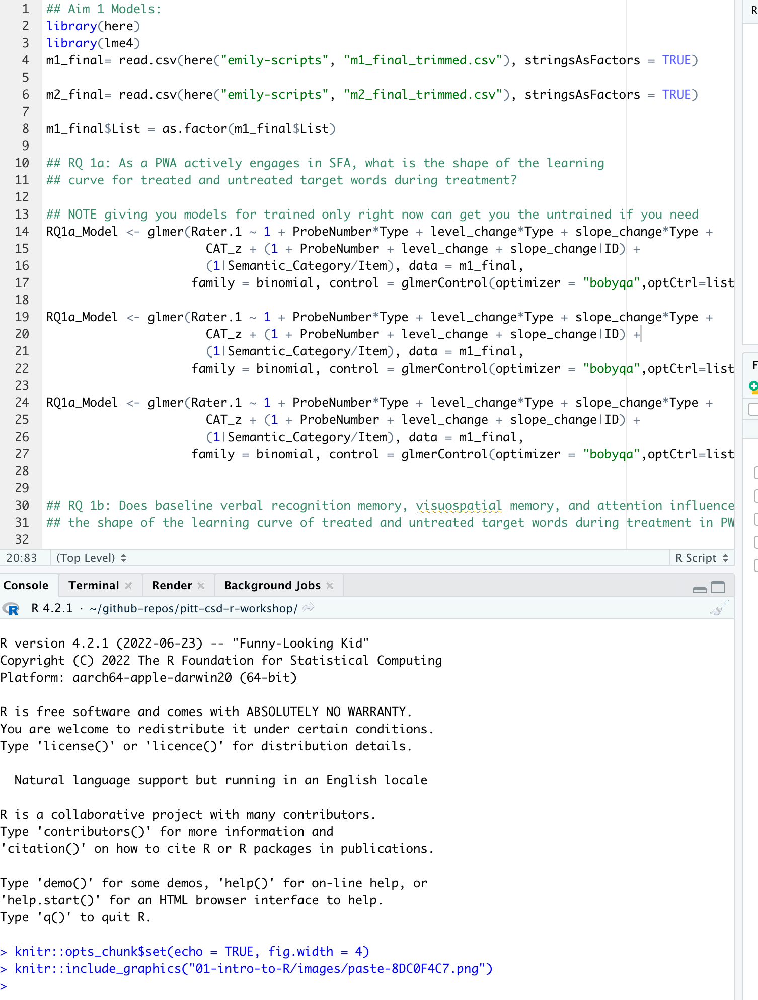 1 ## Aim 1 Models:
2 library(here)
3 library(lme4)
4 m1_final= read.csv(here("emily-scripts", "m1_final_trimmed.csv"), stringsAsFactors = TRUE)
5
6 m2_final= read.csv(here("emily-scripts", "m2_final_trimmed.csv"), stringsAsFactors = TRUE)
7
8 m1_final$List = as.factor(m1_final$List)
9
10 ## RQ 1a: As a PWA actively engages in SFA, what is the shape of the learning
11 ## curve for treated and untreated target words during treatment?
12
13 ## NOTE giving you models for trained only right now can get you the untrained if you need
14 RQ1a_Model <- glmer(Rater.1 ~ 1 + ProbeNumber*Type + level_change*Type + slope_change*Type +
15 CAT_z + (1 + ProbeNumber + level_change + slope_change|ID) +
16 (1|Semantic_Category/Item), data = m1_final,
17 family = binomial, control = glmerControl(optimizer = "bobyqa",optCtrl=list
18
19 RQ1a_Model <- glmer(Rater.1 ~ 1 + ProbeNumber*Type + level_change*Type + slope_change*Type +
20 CAT_z + (1 + ProbeNumber + level_change + slope_change|ID) +
21 (1|Semantic_Category/Item), data = m1_final,
22 family = binomial, control = glmerControl(optimizer = "bobyqa",optCtrl=list
23
24 RQ1a_Model <- glmer(Rater.1 ~ 1 + ProbeNumber*Type + level_change*Type + slope_change*Type +
25 CAT_z + (1 + ProbeNumber + level_change + slope_change|ID) +
26 (1|Semantic_Category/Item), data = m1_final,
27 family = binomial, control = glmerControl(optimizer = "bobyqa",optCtrl=list
28
29
30 ## RQ 1b: Does baseline verbal recognition memory, visuospatial memory, and attention influence
31 ## the shape of the learning curve of treated and untreated target words during treatment in PW
32
20:83 (Top Level) R Script
Console Terminal Render Background Jobs
R R 4.2.1 · ~/github-repos/pitt-csd-r-workshop/
R version 4.2.1 (2022-06-23) -- "Funny-Looking Kid"
Copyright (C) 2022 The R Foundation for Statistical Computing
Platform: aarch64-apple-darwin20 (64-bit)
R is free software and comes with ABSOLUTELY NO WARRANTY.
You are welcome to redistribute it under certain conditions.
Type 'license()' or 'licence()' for distribution details.
Natural language support but running in an English locale
R is a collaborative project with many contributors.
Type 'contributors()' for more information and
'citation()' on how to cite R or R packages in publications.
Type 'demo()' for some demos, 'help()' for on-line help, or
'help.start()' for an HTML browser interface to help.
Type 'q()' to quit R.
> knitr::opts_chunk$set(echo = TRUE, fig.width = 4)
> knitr::include_graphics("01-intro-to-R/images/paste-8DC0F4C7.png")
>
R
F